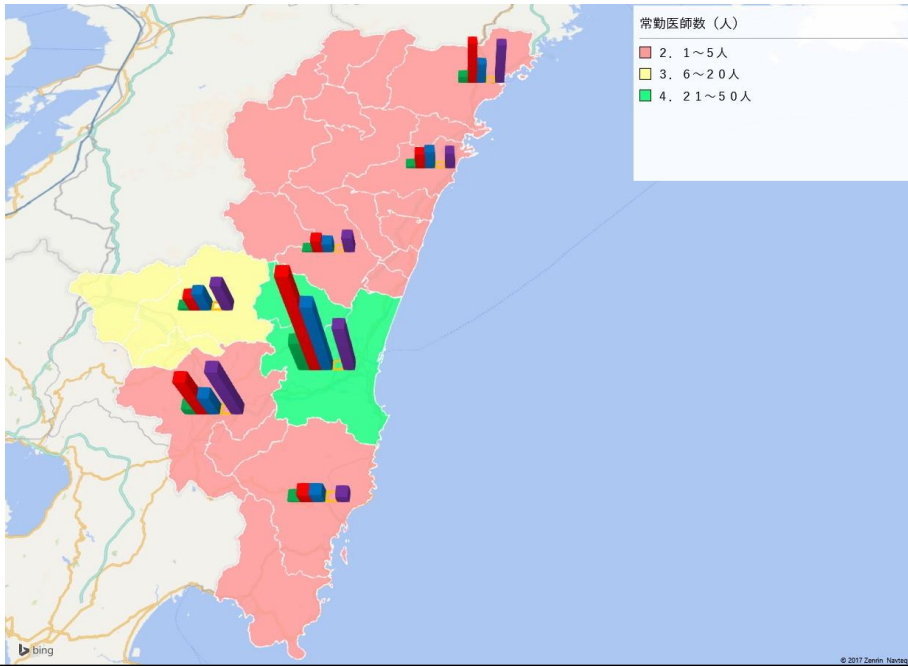 常勤医師数（人）
2．1～5人
3．6～20人
4．21～50人
bing
© 2017 Zenrin Navteq